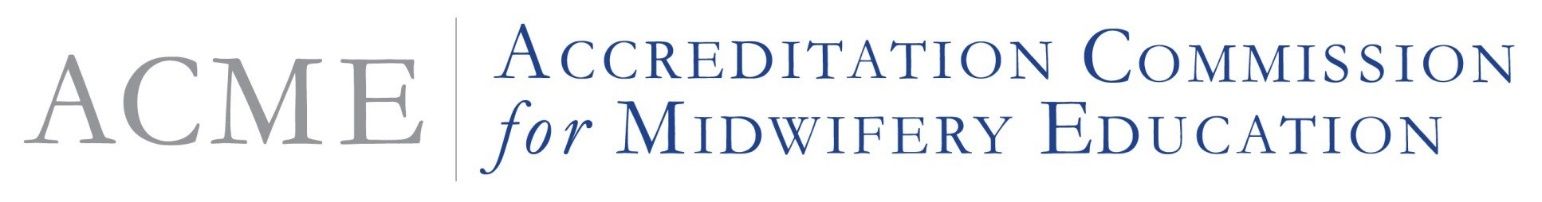 ACME
ACCREDITATION COMMISSION
for MIDWIFERY EDUCATION